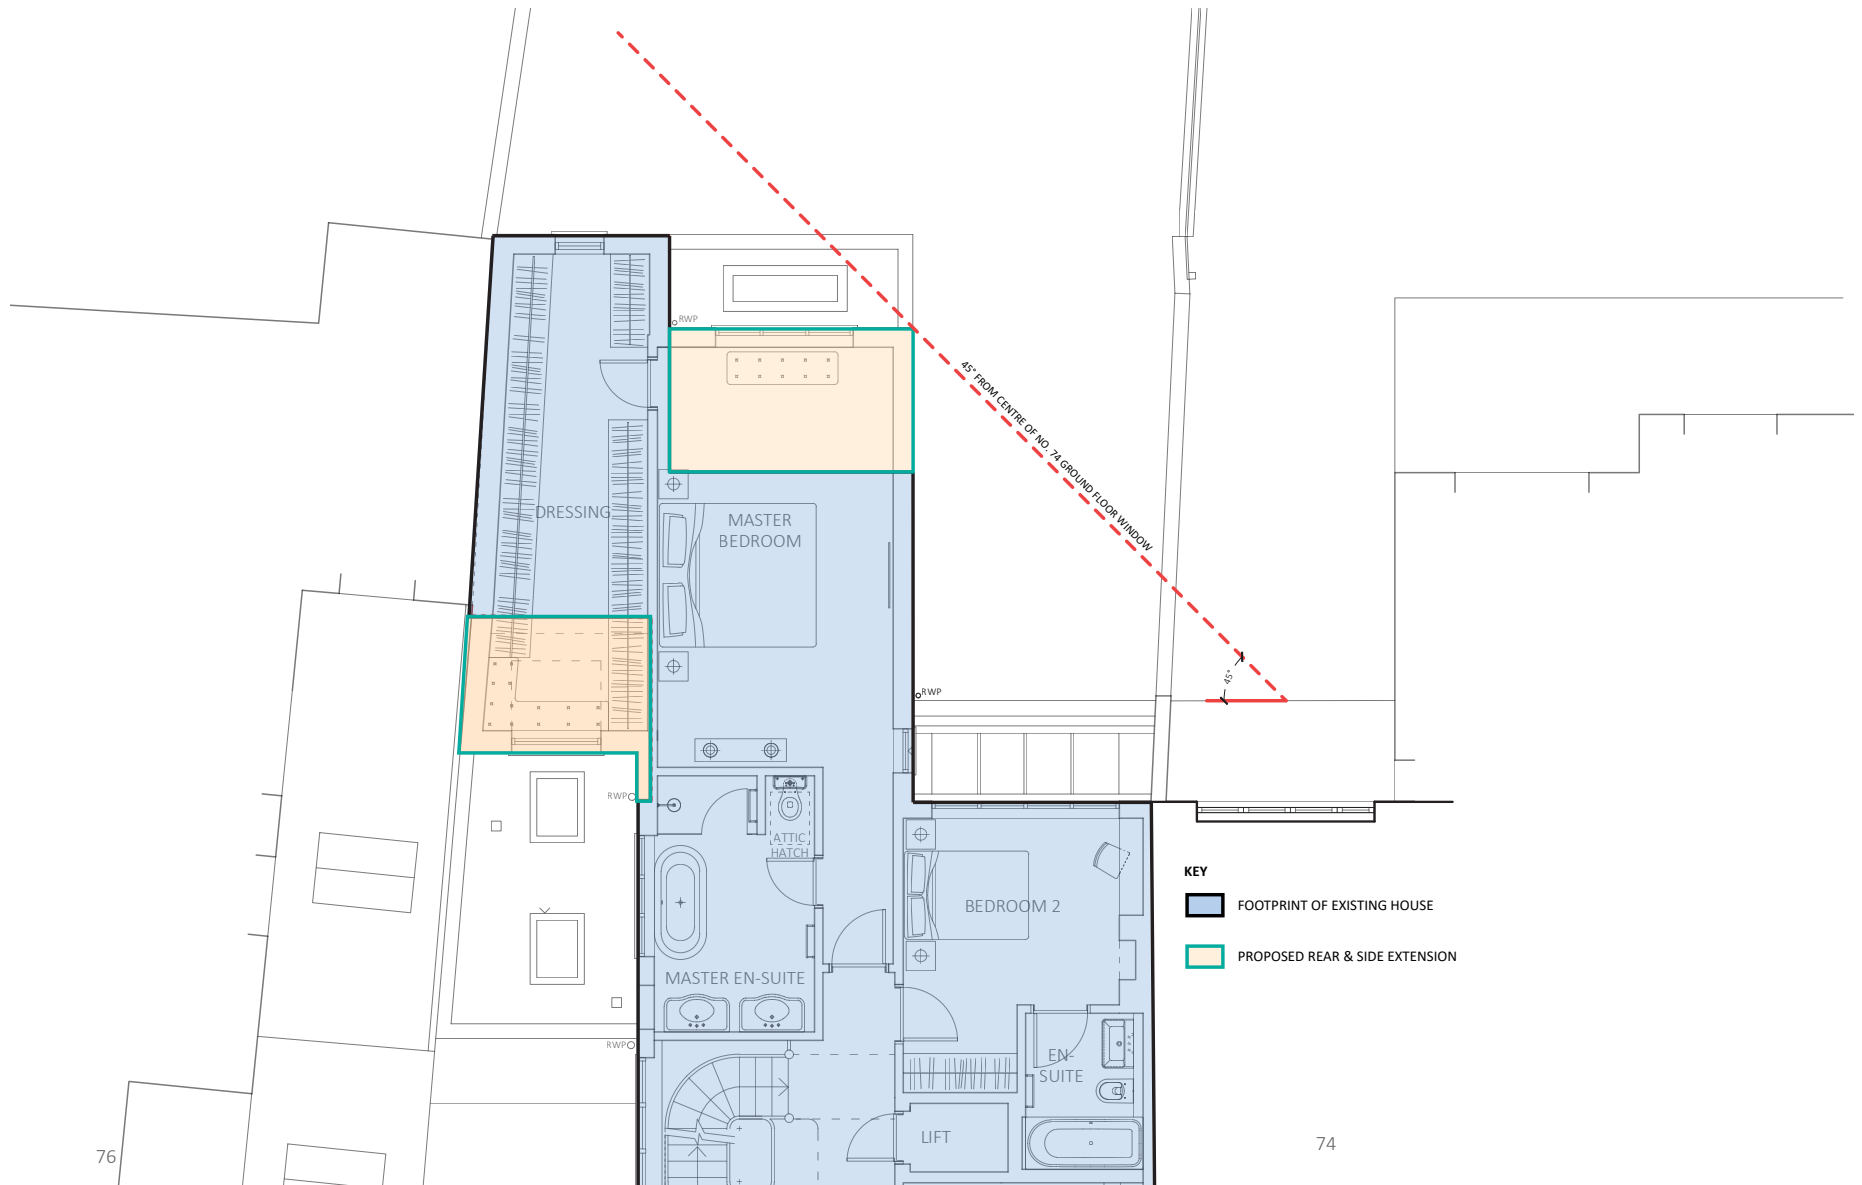 RWP
45° FROM CENTRE OF NO. 74 GROUND FLOOR WINDOW
DRESSING
MASTER
BEDROOM
45°
RWP
RWP
ATTIC
HATCH
KEY
FOOTPRINT OF EXISTING HOUSE
BEDROOM 2
PROPOSED REAR & SIDE EXTENSION
MASTER EN-SUITE
RWP
EN-
SUITE
LIFT
76
74